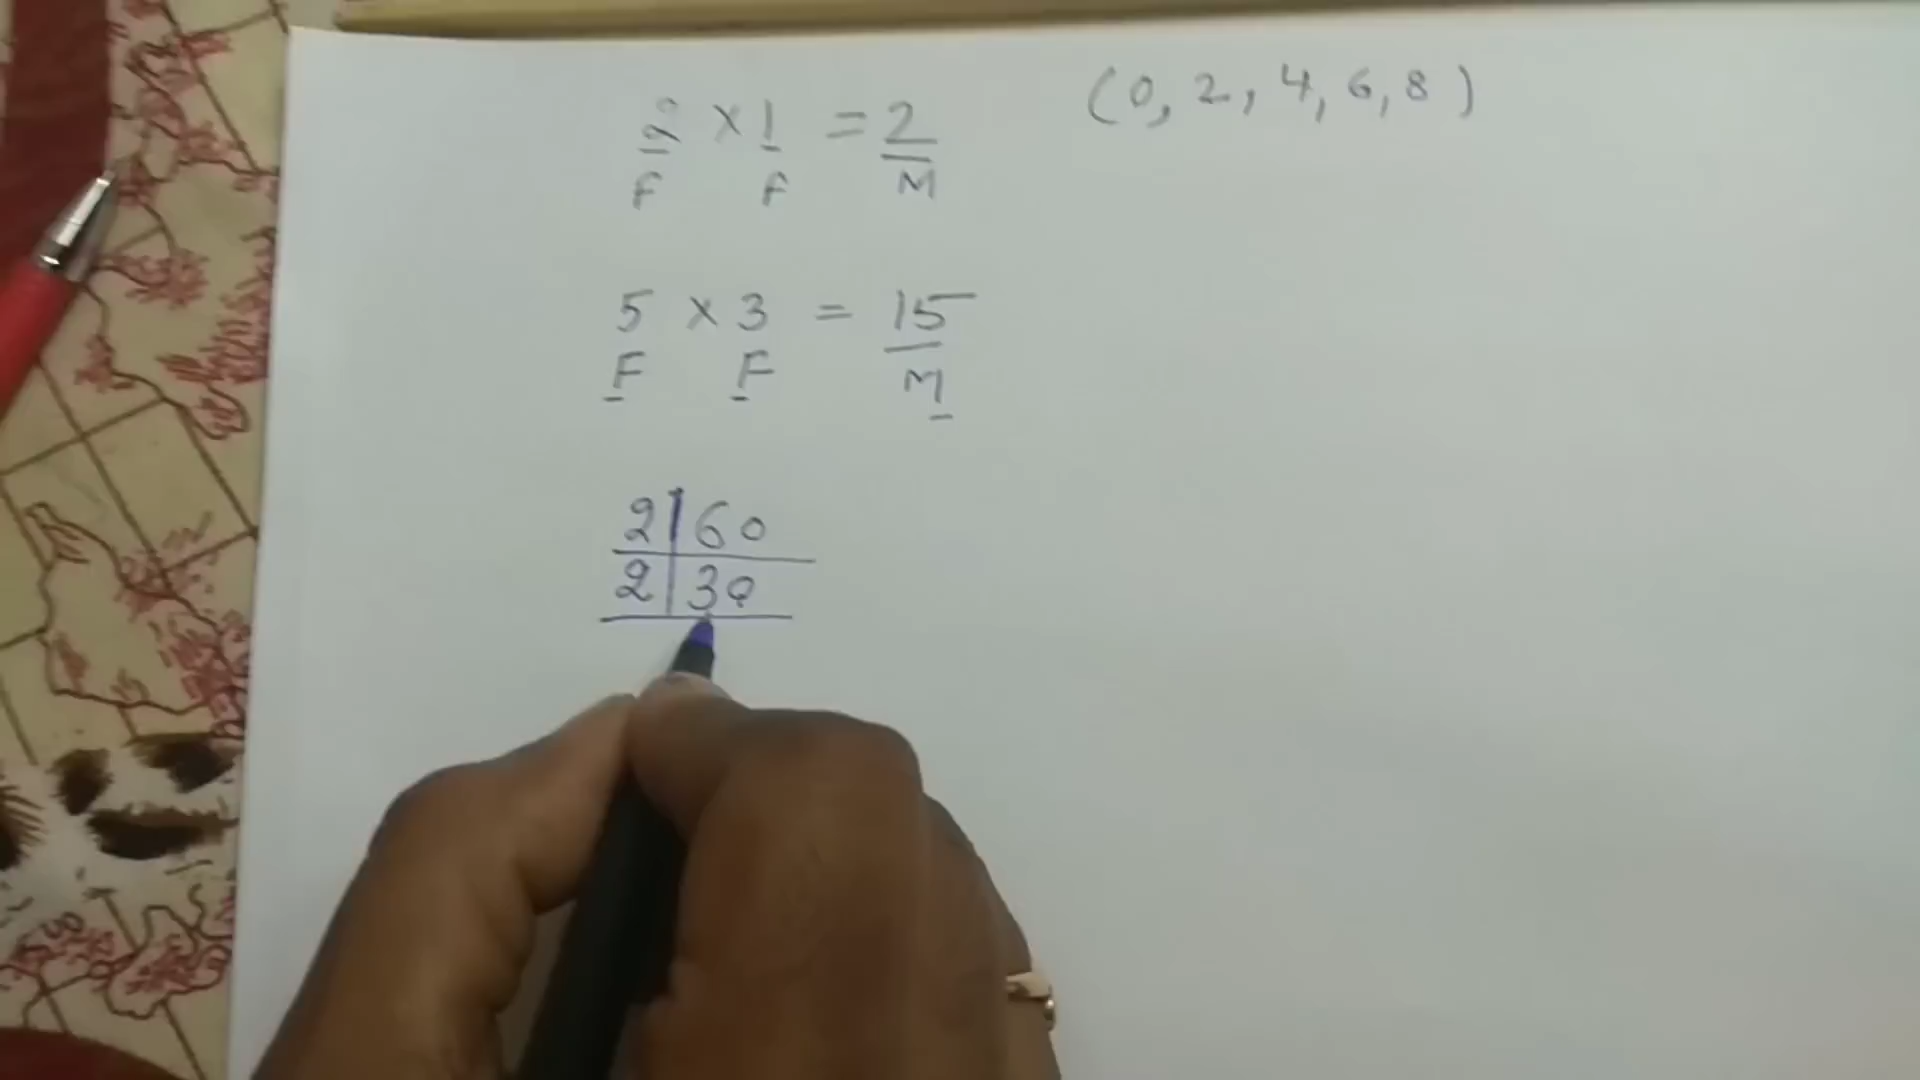 2 × 1 = 2
F F M
(0, 2, 4, 6, 8)
5 × 3 = 15
F F M
2 | 60
2 | 30